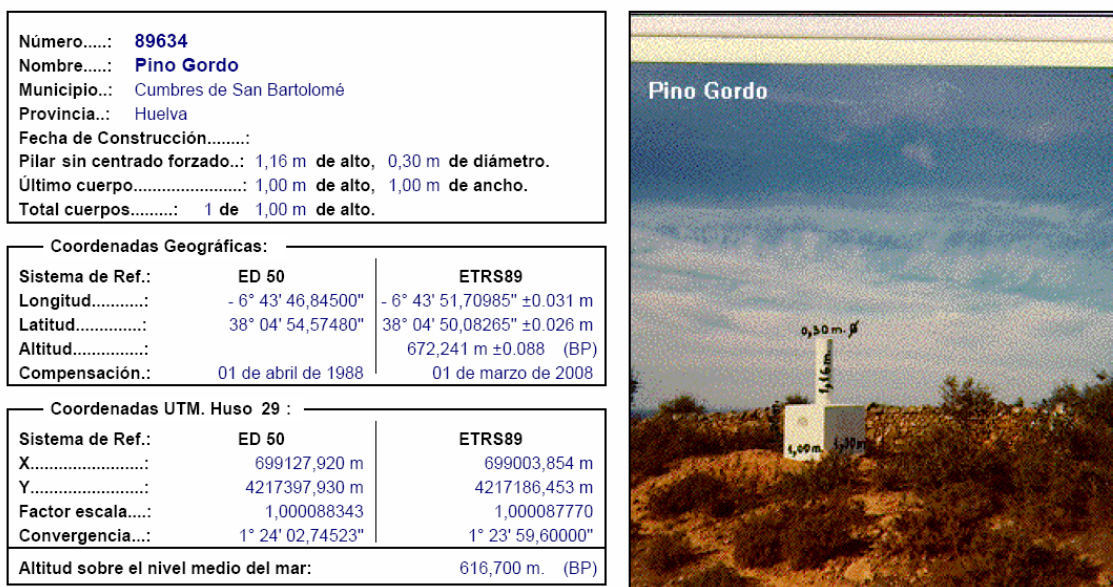 Número.....: 89634
Nombre.....: Pino Gordo
Municipio..: Cumbres de San Bartolomé
Provincia..: Huelva
Fecha de Construcción........:
Pilar sin centrado forzado..: 1,16 m de alto, 0,30 m de diámetro.
Último cuerpo.......................: 1,00 m de alto, 1,00 m de ancho.
Total cuerpos.........: 1 de 1,00 m de alto.
Coordenadas Geográficas:
Sistema de Ref.: ED 50 ETRS89
Longitud...........: - 6° 43' 46,84500" - 6° 43' 51,70985" ±0.031 m
Latitud..............: 38° 04' 54,57480" 38° 04' 50,08265" ±0.026 m
Altitud...............: 672,241 m ±0.088 (BP)
Compensación.: 01 de abril de 1988 01 de marzo de 2008
Coordenadas UTM. Huso 29 :
Sistema de Ref.: ED 50 ETRS89
X........................: 699127,920 m 699003,854 m
Y........................: 4217397,930 m 4217186,453 m
Factor escala....: 1,000088343 1,000087770
Convergencia...: 1° 24' 02,74523" 1° 23' 59,60000"
Altitud sobre el nivel medio del mar: 616,700 m. (BP)
Pino Gordo
0,30 m. ø
1,16 m.
1,00 m. 1,00 m